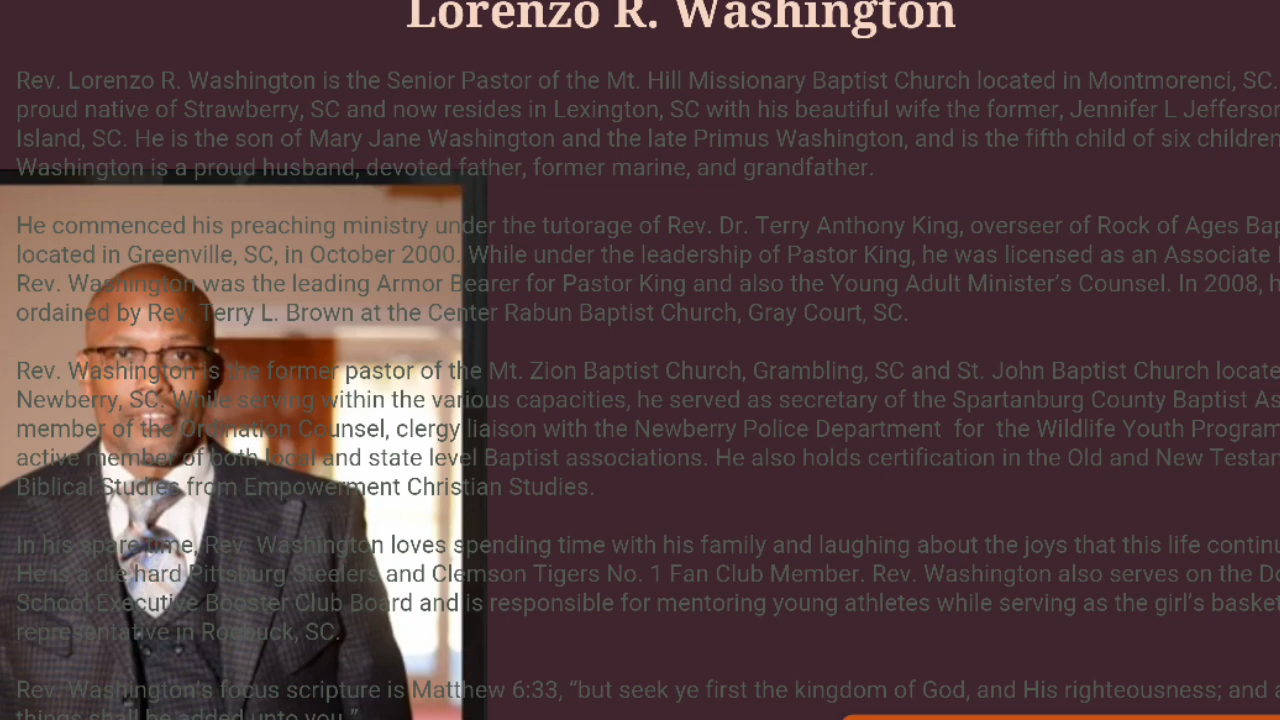 Lorenzo R. Washington
Rev. Lorenzo R. Washington is the Senior Pastor of the Mt. Hill Missionary Baptist Church located in Montmorenci, SC.
proud native of Strawberry, SC and now resides in Lexington, SC with his beautiful wife the former, Jennifer L Jefferson
Island, SC. He is the son of Mary Jane Washington and the late Primus Washington, and is the fifth child of six children
Washington is a proud husband, devoted father, former marine, and grandfather.
He commenced his preaching ministry under the tutorage of Rev. Dr. Terry Anthony King, overseer of Rock of Ages
located in Greenville, SC, in October 2000. While under the leadership of Pastor King, he was licensed as an Associate
Rev. Washington was the leading Armor Bearer for Pastor King and also the Young Adult Minister's Counsel. In 2008,
ordained by Rev. Terry L. Brown at the Center Rabun Baptist Church, Gray Court, SC.
Rev. Washington is the former pastor of the Mt. Zion Baptist Church, Grambling, SC and St. John Baptist Church
Newberry, SC. While serving within the various capacities, he served as secretary of the Spartanburg County Baptist
member of the Ordination Counsel, clergy liaison with the Newberry Police Department for the Wildlife Youth Program
active member of both local and state level Baptist associations. He also holds certification in the Old and New
Biblical Studies from Empowerment Christian Studies.
In his spare time, Rev. Washington loves spending time with his family and laughing about the joys that this life
He is a die hard Pittsburg Steelers and Clemson Tigers No. 1 Fan Club Member. Rev. Washington also serves on the
School Executive Booster Club Board and is responsible for mentoring young athletes while serving as the girl's
representative in Roebuck, SC.
Rev. Washington's focus scripture is Matthew 6:33, “but seek ye first the kingdom of God, and His righteousness; and
things shall be added unto you.”